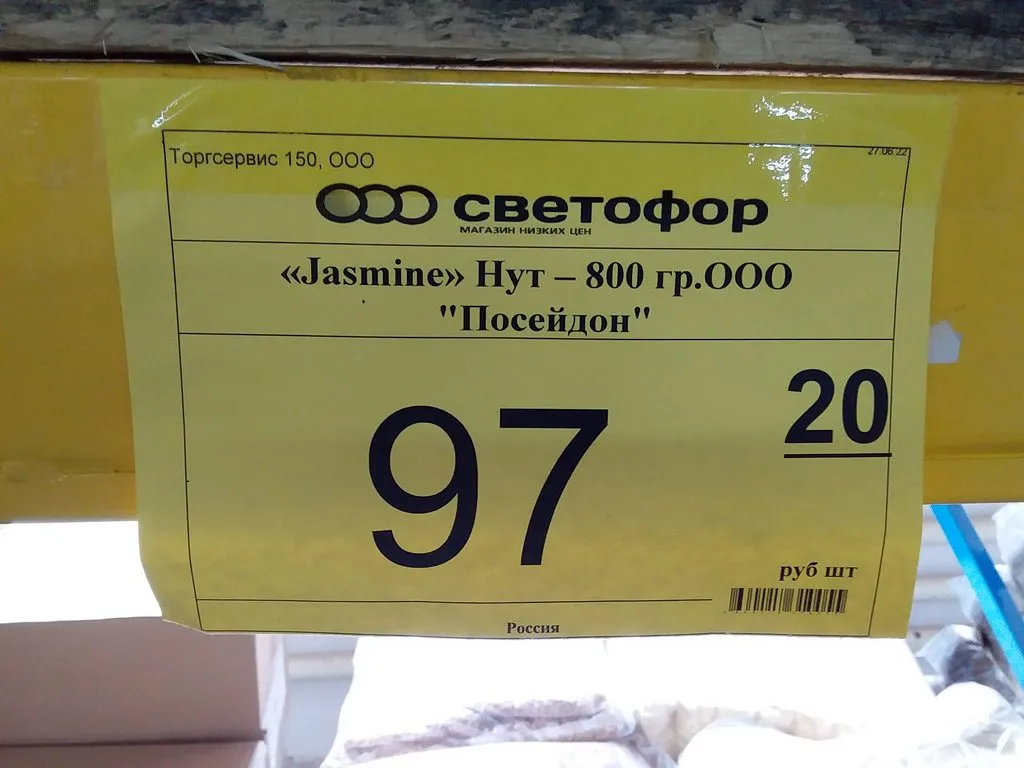 Торгсервис 150, ООО
27.06.22
светофор
МАГАЗИН НИЗКИХ ЦЕН
«Jasmine» Нут – 800 гр.ООО
"Посейдон"
97
20
руб шт
Россия